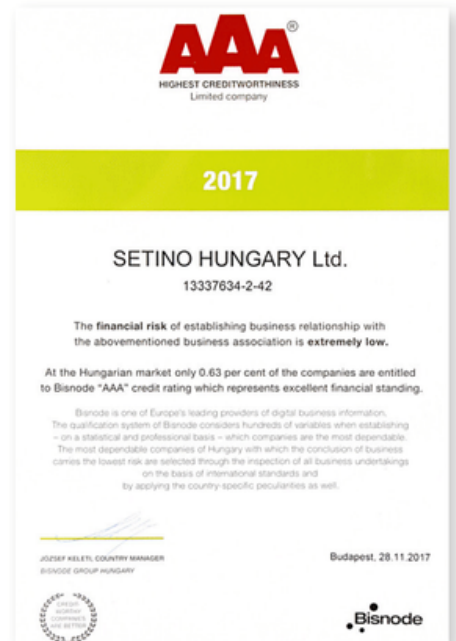 AAA®
HIGHEST CREDITWORTHINESS
Limited company
2017
SETINO HUNGARY Ltd.
13337634-2-42
The financial risk of establishing business relationship with
the abovementioned business association is extremely low.
At the Hungarian market only 0.63 per cent of the companies are entitled
to Bisnode "AAA" credit rating which represents excellent financial standing.
Bisnode is one of Europe's leading providers of digital business information.
The qualification system of Bisnode considers hundreds of variables when establishing
– on a statistical and professional basis – which companies are the most dependable.
The most dependable companies of Hungary with which the conclusion of business
carries the lowest risk are selected through the inspection of all business undertakings
on the basis of international standards and
by applying the country-specific peculiarities as well.
JÓZSEF KELETI, COUNTRY MANAGER
BISNODE GROUP HUNGARY
Budapest, 28.11.2017
CREDIT
WORTHY
COMPANIES
ARE BETTER
Bisnode